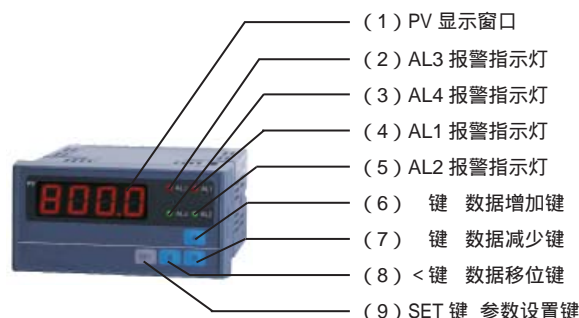 (1)PV 显示窗口
(2)AL3 报警指示灯
(3)AL4 报警指示灯
(4)AL1 报警指示灯
(5)AL2 报警指示灯
(6) 键 数据增加键
(7) 键 数据减少键
(8)<键 数据移位键
(9)SET 键 参数设置键
PV
800.0
AL1